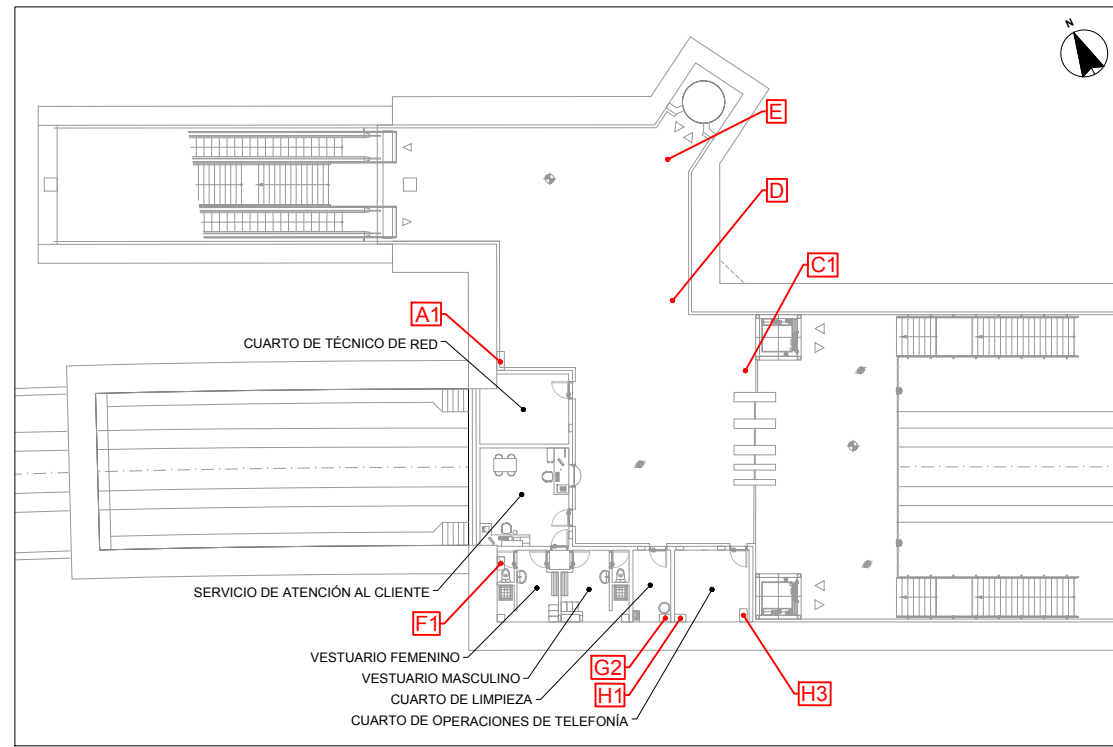 N
E
D
C1
A1
CUARTO DE TÉCNICO DE RED
SERVICIO DE ATENCIÓN AL CLIENTE
F1
VESTUARIO FEMENINO
G2
VESTUARIO MASCULINO
H1
H3
CUARTO DE LIMPIEZA
CUARTO DE OPERACIONES DE TELEFONÍA